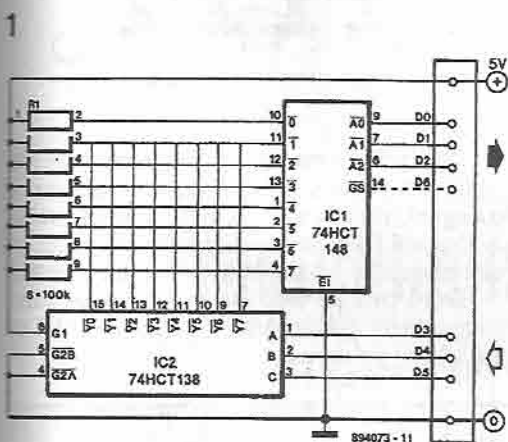 1
5V
R1
2
10
0
A0
9
D0
3
11
1
A1
7
D1
4
12
2
A2
6
D2
5
13
3
GS
14
D6
6
1
4
IC1
7
2
5
74HCT
8
3
6
148
9
4
7
EI
5
S = 100k
15 14 13 12 11 10 9 7
6
G1
Y0 Y1 Y2 Y3 Y4 Y5 Y6 Y7
A
1
D3
5
G2B
IC2
B
2
D4
4
G2A
74HCT138
C
3
D5
0
894073 - 11